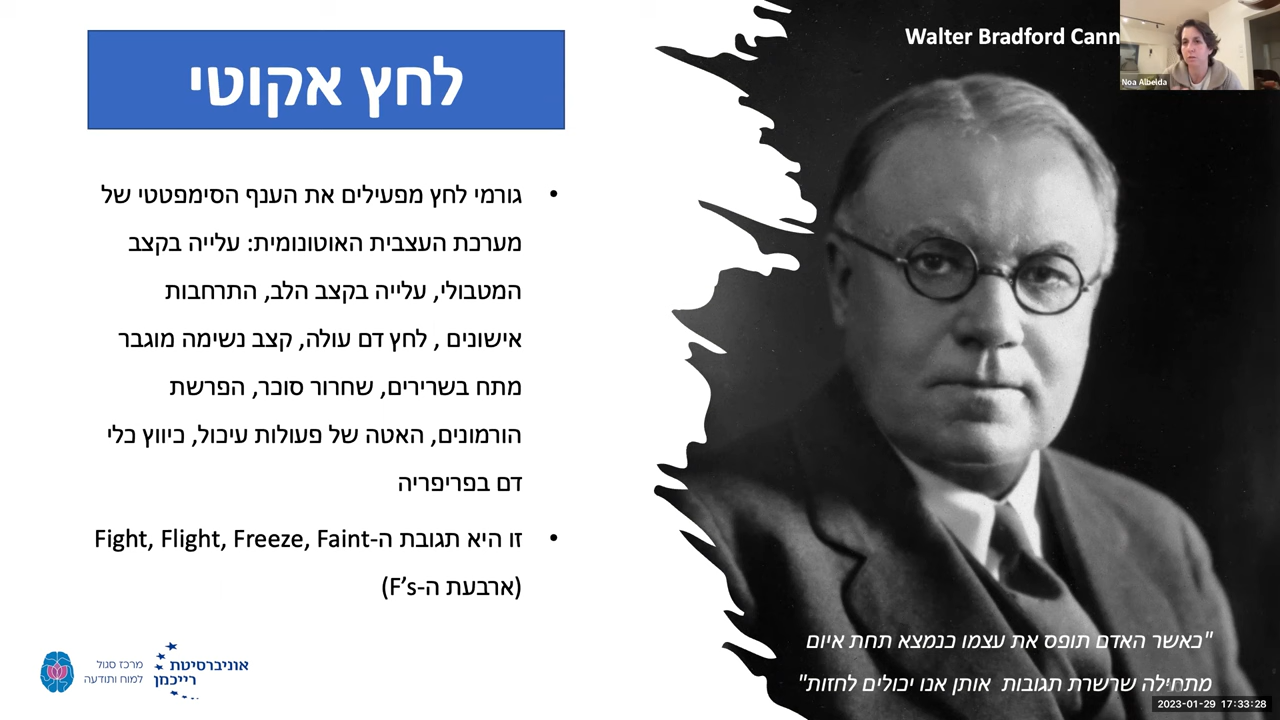 לחץ אקוטי
• גורמי לחץ מפעילים את הענף הסימפטטי של
מערכת העצבית האוטונומית: עלייה בקצב
המטבולי, עלייה בקצב הלב, התרחבות
אישונים , לחץ דם עולה, קצב נשימה מוגבר
מתח בשרירים, שחרור סוכר, הפרשת
הורמונים, האטה של פעולות עיכול, כיווץ כלי
דם בפריפריה
• זו היא תגובת ה-Fight, Flight, Freeze, Faint
(ארבעת ה-F’s)
Walter Bradford Cann
Noa Albelda
"כאשר האדם תופס את עצמו כנמצא תחת איום
מתחילה שרשרת תגובות אותן אנו יכולים לחזות"
אוניברסיטת
רייכמן
מרכז סגול
למוח ותודעה
2023-01-29 17:33:28